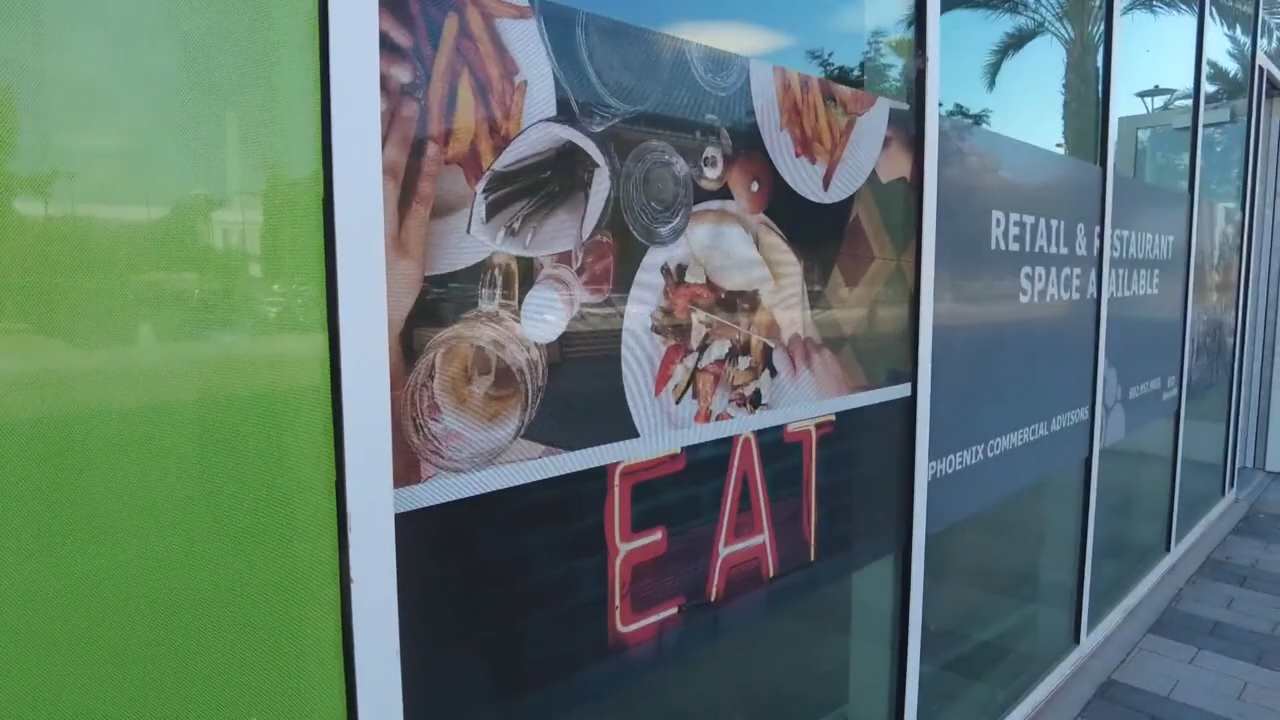 EAT
RETAIL & RESTAURANT
SPACE AVAILABLE
PHOENIX COMMERCIAL ADVISORS